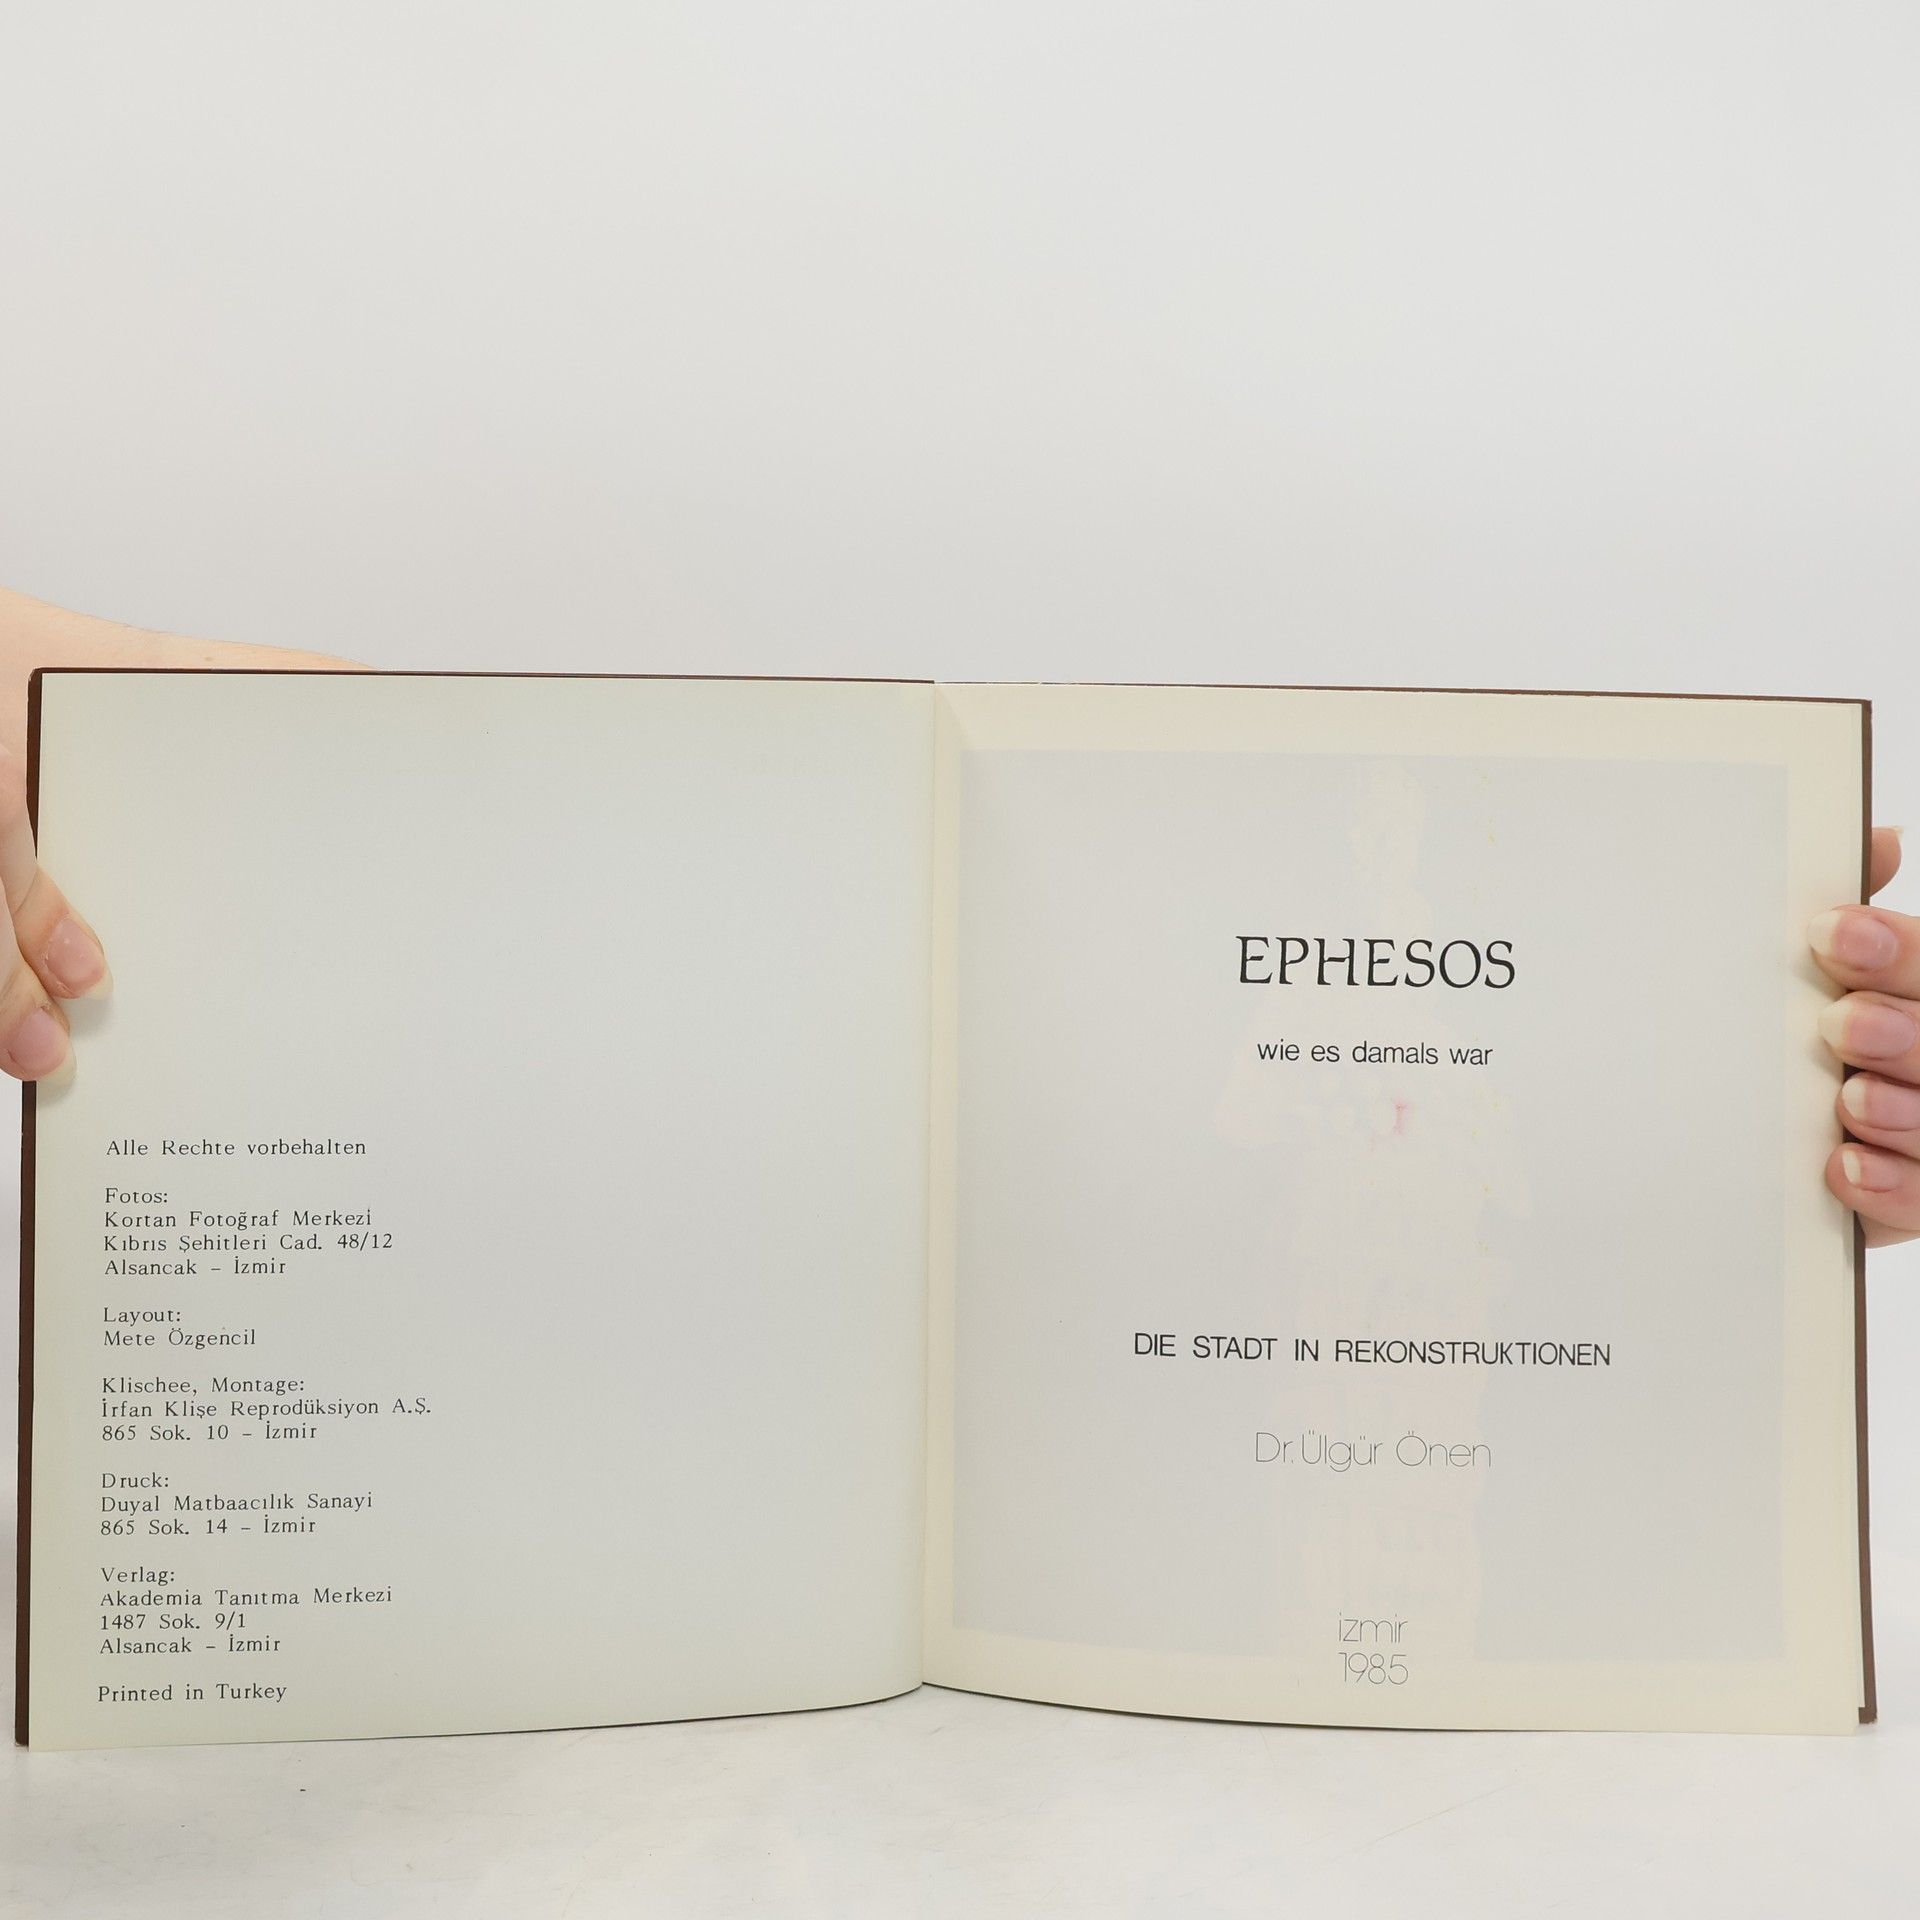 Alle Rechte vorbehalten
Fotos:
Kortan Fotoğraf Merkezi
Kıbrıs Şehitleri Cad. 48/12
Alsancak – İzmir
Layout:
Mete Özgencil
Klischee, Montage:
İrfan Klişe Reprodüksiyon A.Ş.
865 Sok. 10 – İzmir
Druck:
Duyal Matbaacılık Sanayi
865 Sok. 14 – İzmir
Verlag:
Akademia Tanıtma Merkezi
1487 Sok. 9/1
Alsancak – İzmir
Printed in Turkey
EPHESOS
wie es damals war
DIE STADT IN REKONSTRUKTIONEN
Dr. Ülgür Önen
izmir
1985